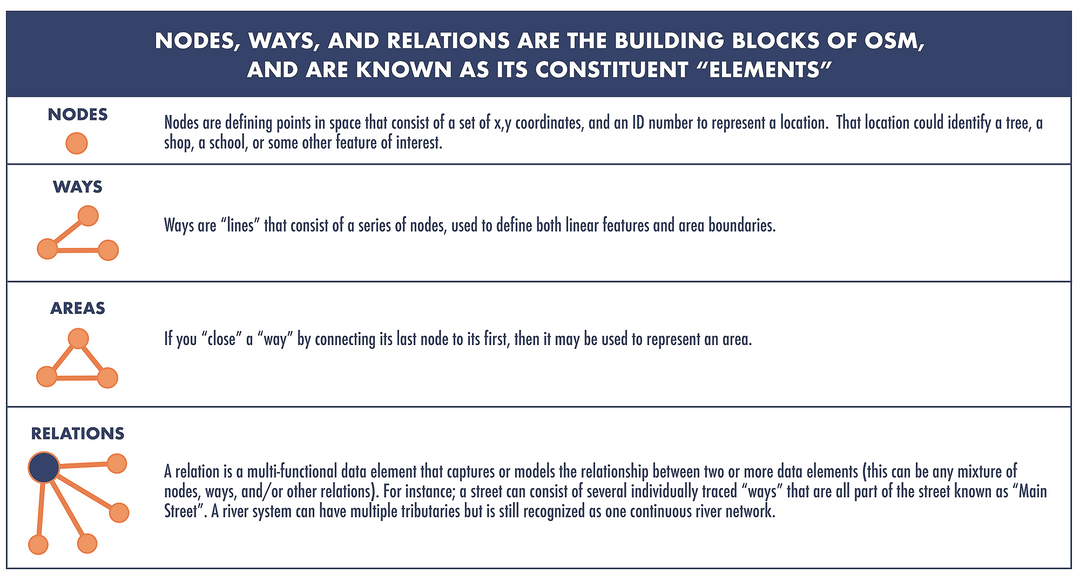 NODES, WAYS, AND RELATIONS ARE THE BUILDING BLOCKS OF OSM,
AND ARE KNOWN AS ITS CONSTITUENT “ELEMENTS”
NODES
Nodes are defining points in space that consist of a set of x,y coordinates, and an ID number to represent a location. That location could identify a tree, a
shop, a school, or some other feature of interest.
WAYS
Ways are “lines” that consist of a series of nodes, used to define both linear features and area boundaries.
AREAS
If you “close” a “way” by connecting its last node to its first, then it may be used to represent an area.
RELATIONS
A relation is a multi-functional data element that captures or models the relationship between two or more data elements (this can be any mixture of
nodes, ways, and/or other relations). For instance; a street can consist of several individually traced “ways” that are all part of the street known as “Main
Street”. A river system can have multiple tributaries but is still recognized as one continuous river network.